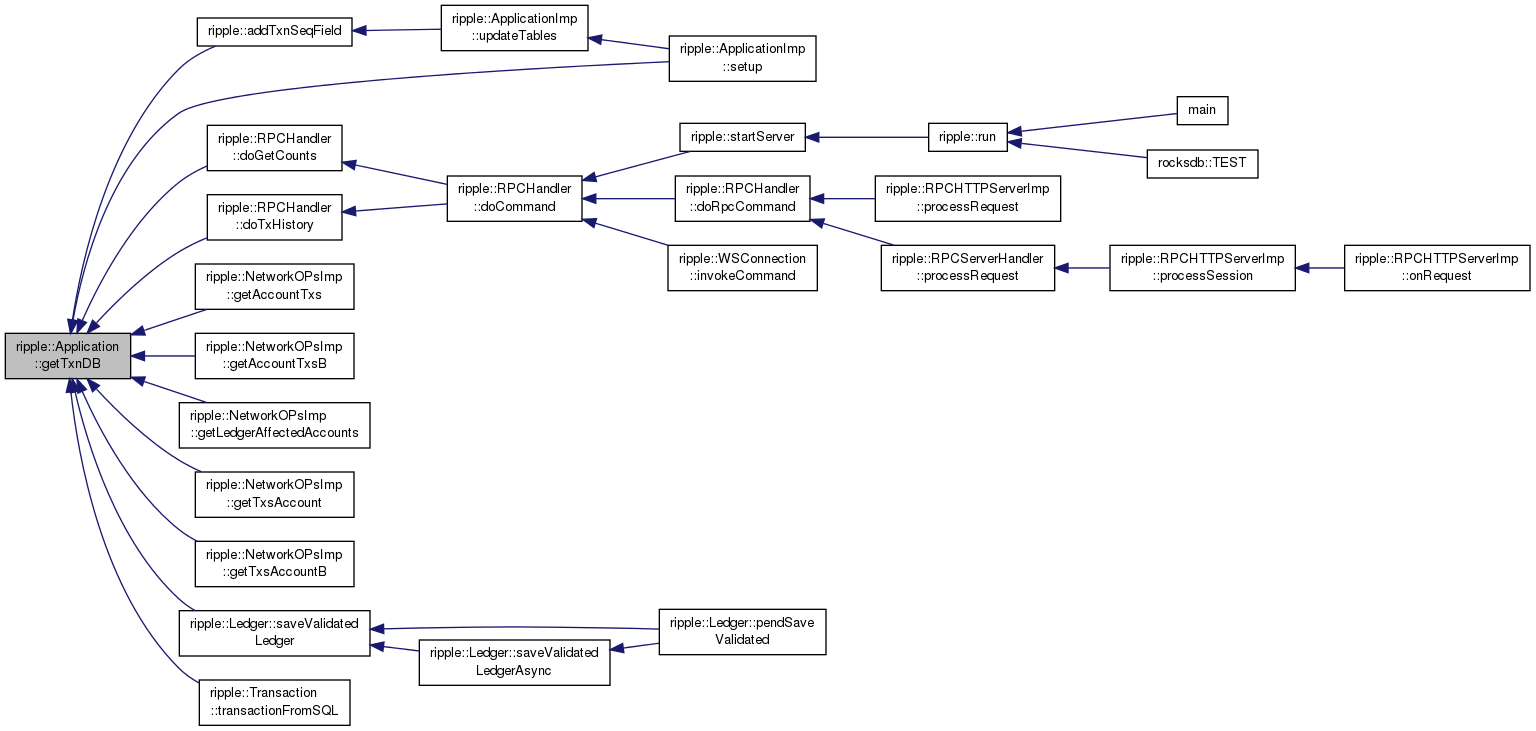 ripple::addTxnSeqField
ripple::ApplicationImp
::updateTables
ripple::ApplicationImp
::setup
ripple::RPCHandler
::doGetCounts
ripple::RPCHandler
::doTxHistory
ripple::RPCHandler
::doCommand
ripple::startServer
ripple::run
main
rocksdb::TEST
ripple::RPCHandler
::doRpcCommand
ripple::RPCHTTPServerImp
::processRequest
ripple::WSConnection
::invokeCommand
ripple::RPCServerHandler
::processRequest
ripple::RPCHTTPServerImp
::processSession
ripple::RPCHTTPServerImp
::onRequest
ripple::NetworkOPsImp
::getAccountTxs
ripple::Application
::getTxnDB
ripple::NetworkOPsImp
::getAccountTxsB
ripple::NetworkOPsImp
::getLedgerAffectedAccounts
ripple::NetworkOPsImp
::getTxsAccount
ripple::NetworkOPsImp
::getTxsAccountB
ripple::Ledger::saveValidated
Ledger
ripple::Ledger::saveValidated
LedgerAsync
ripple::Ledger::pendSave
Validated
ripple::Transaction
::transactionFromSQL